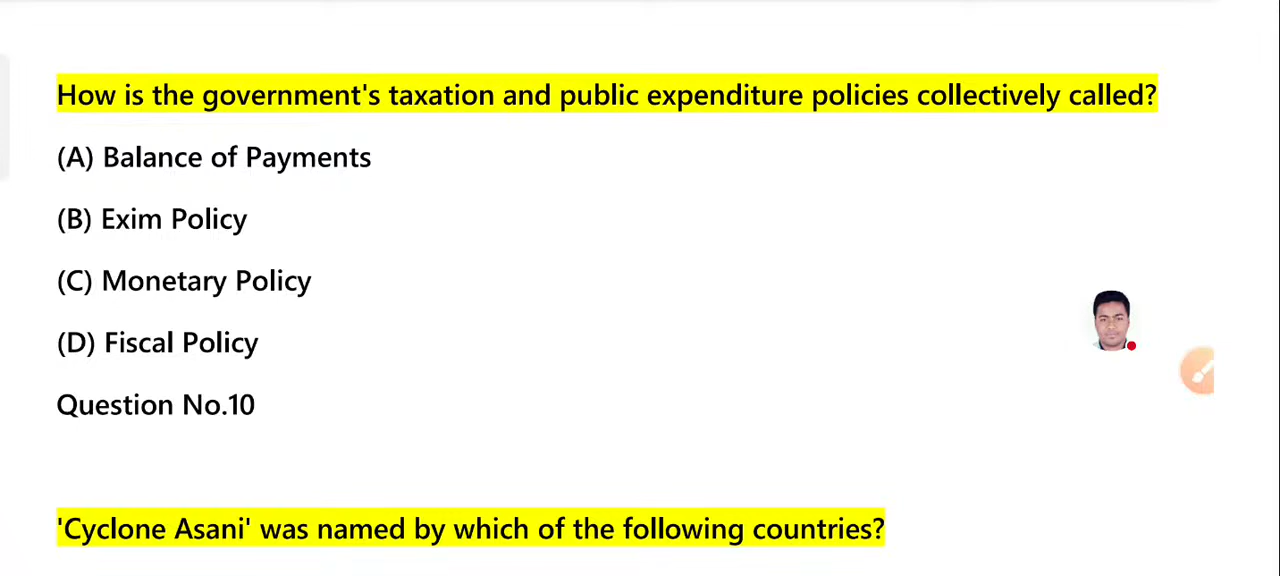 How is the government's taxation and public expenditure policies collectively called?
(A) Balance of Payments
(B) Exim Policy
(C) Monetary Policy
(D) Fiscal Policy
Question No.10
'Cyclone Asani' was named by which of the following countries?